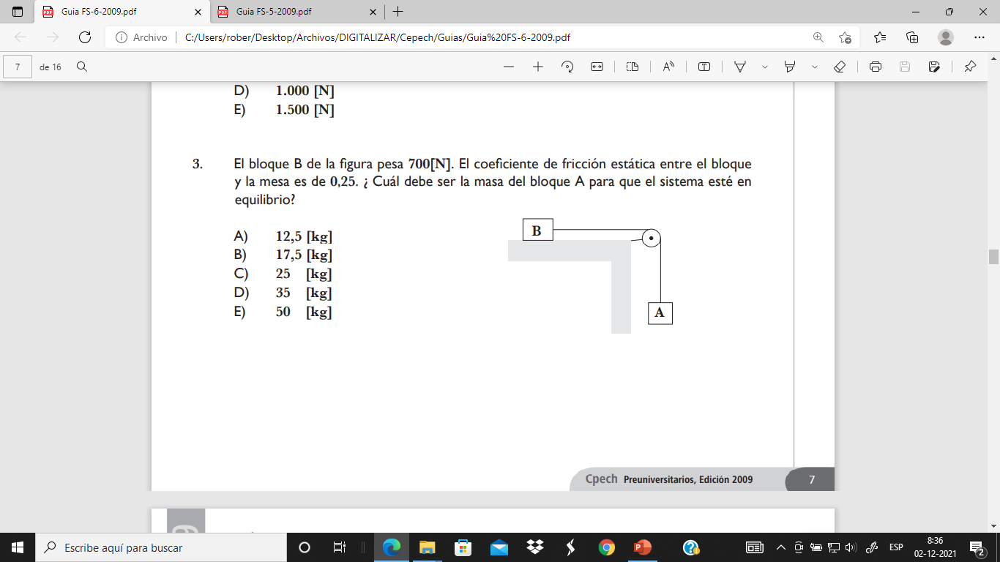 Guia FS-6-2009.pdf
Guia FS-5-2009.pdf
Archivo
C:/Users/rober/Desktop/Archivos/DIGITALIZAR/Cepech/Guias/Guia%20FS-6-2009.pdf
7 de 16
D) 1.000 [N]
E) 1.500 [N]
3. El bloque B de la figura pesa 700[N]. El coeficiente de fricción estática entre el bloque
y la mesa es de 0,25. ¿ Cuál debe ser la masa del bloque A para que el sistema esté en
equilibrio?
A) 12,5 [kg]
B) 17,5 [kg]
C) 25 [kg]
D) 35 [kg]
E) 50 [kg]
B
A
Cpech Preuniversitarios, Edición 2009 7
Escribe aquí para buscar
ESP
8:36
02-12-2021
2